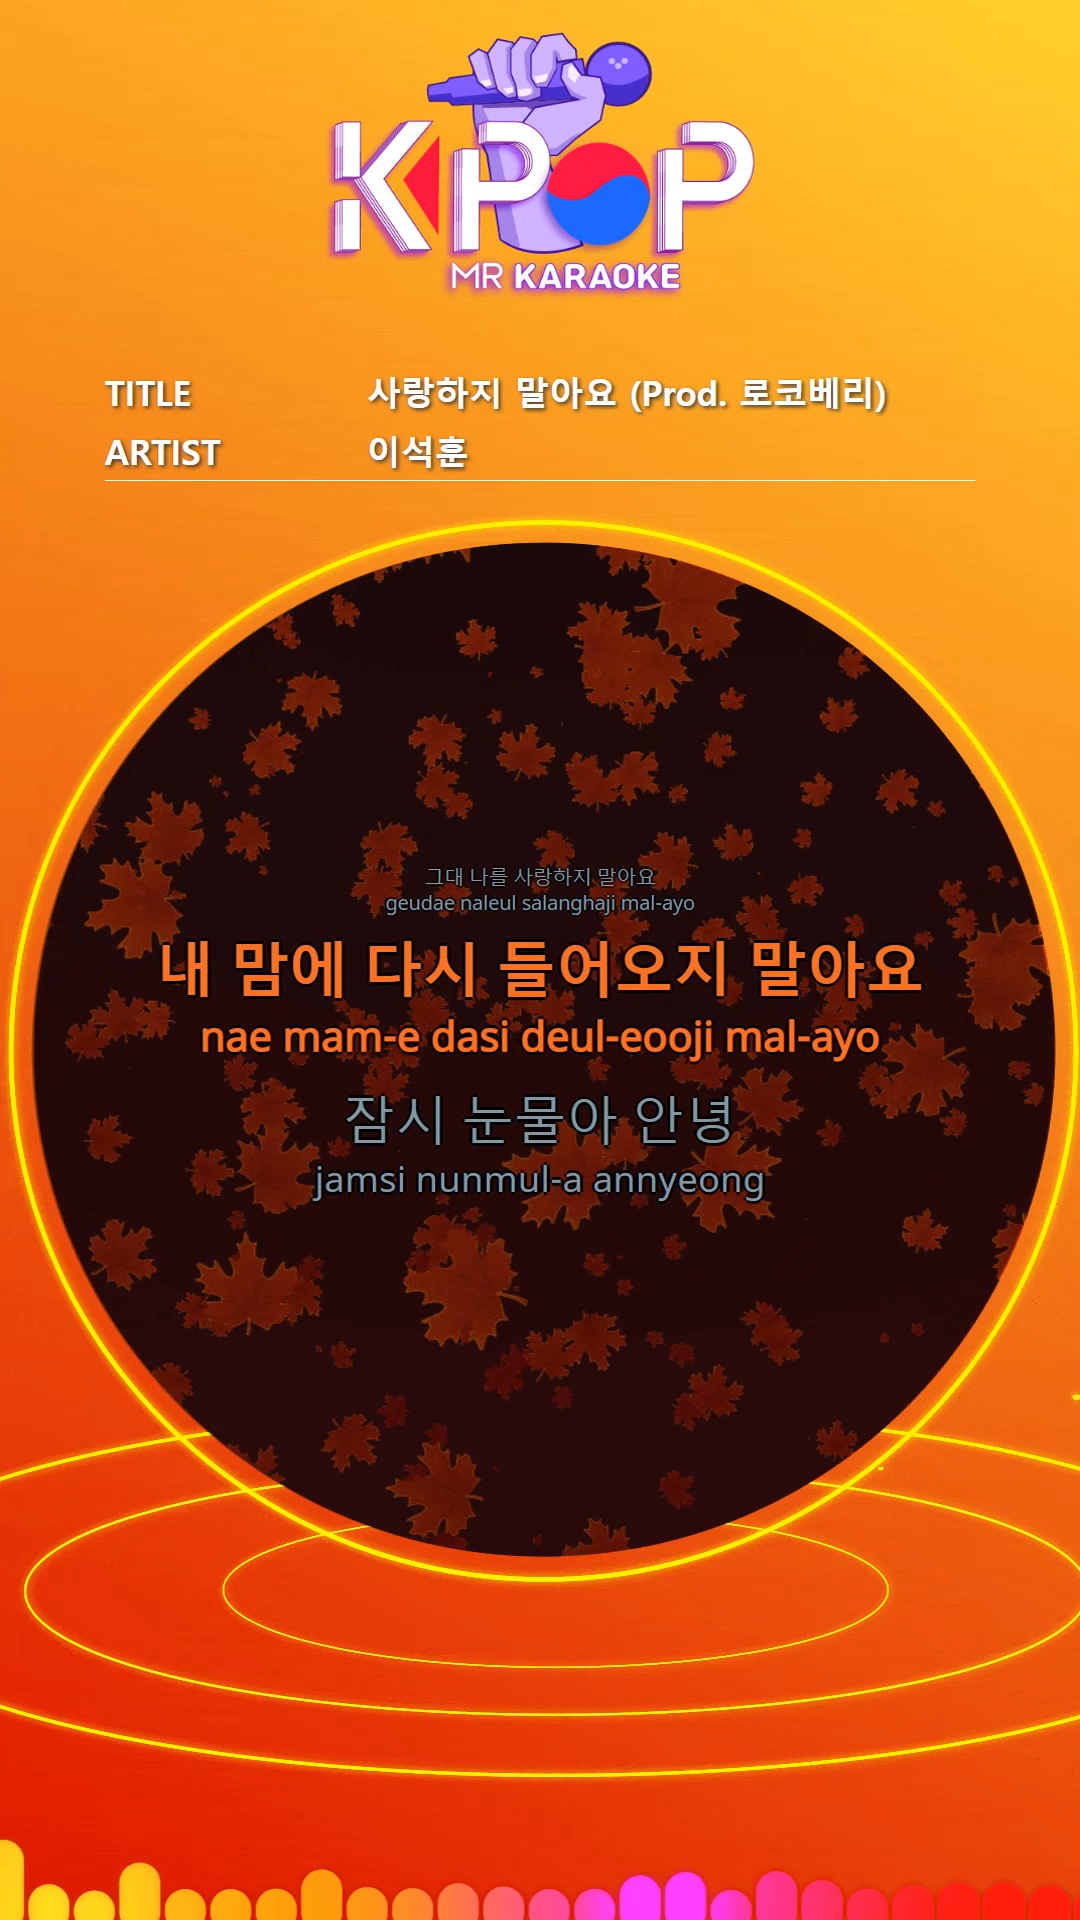 KPOP
MR KARAOKE
TITLE 사랑하지 말아요 (Prod. 로코베리)
ARTIST 이석훈
그대 나를 사랑하지 말아요
geudae naleul salanghaji mal-ayo
내 맘에 다시 들어오지 말아요
nae mam-e dasi deul-eooji mal-ayo
잠시 눈물아 안녕
jamsi nunmul-a annyeong